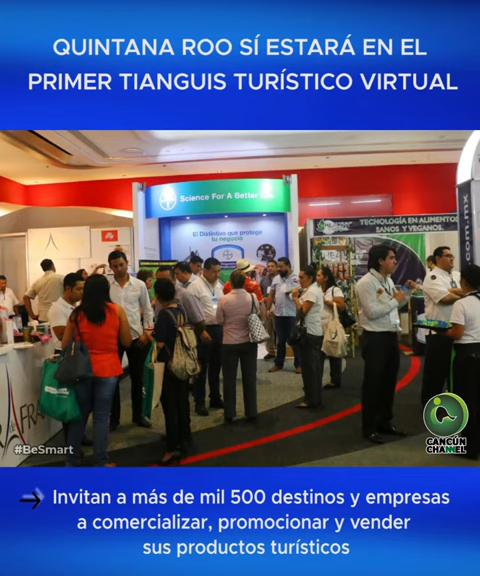 QUINTANA ROO SÍ ESTARÁ EN EL
PRIMER TIANGUIS TURÍSTICO VIRTUAL
Science For A Better
El Distintivo que protege
tu negocio
TECNOLOGÍA EN ALIMENTOS
SANOS Y VEGANOS.
com.mx
#BeSmart
CANCÚN
CHANNEL
Invitan a más de mil 500 destinos y empresas
a comercializar, promocionar y vender
sus productos turísticos